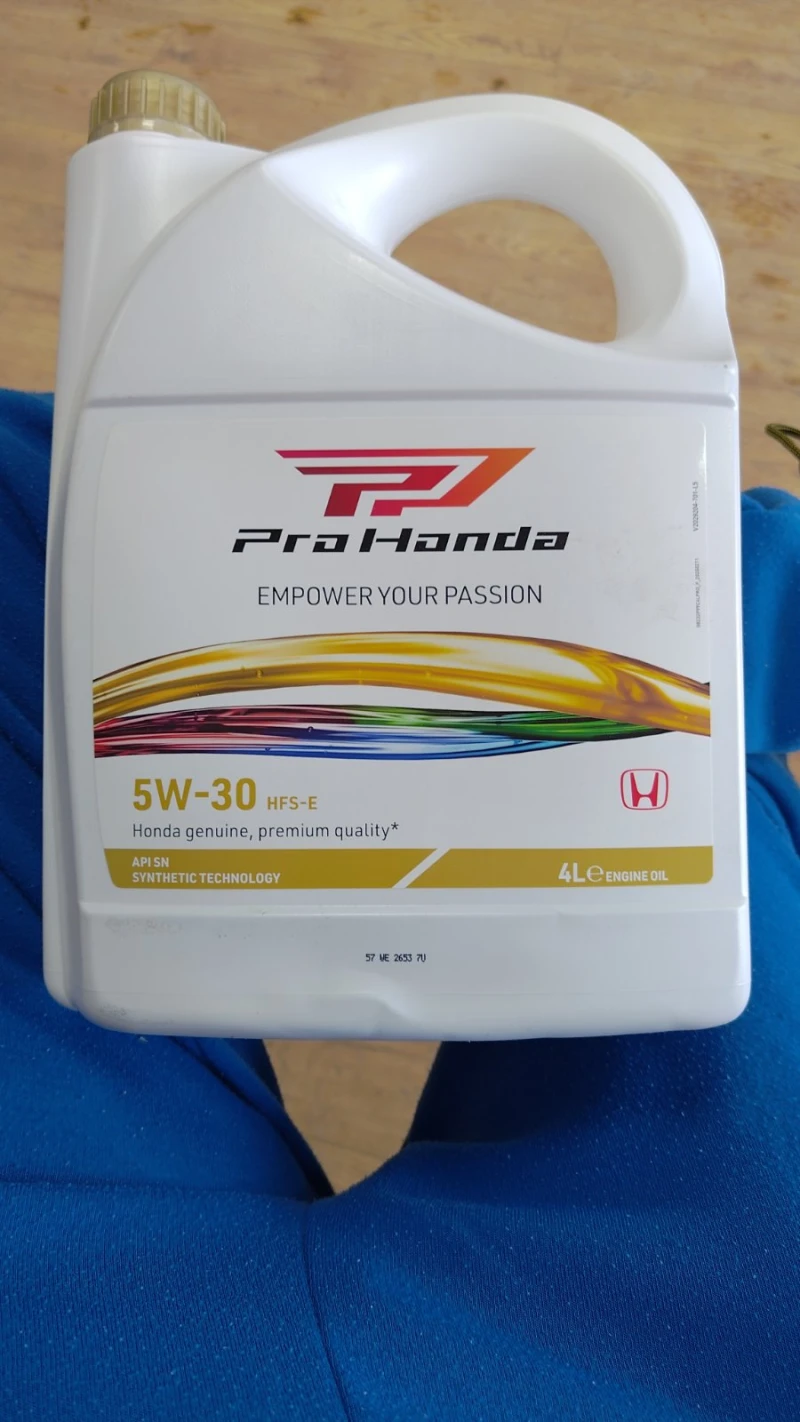 Pro Honda
EMPOWER YOUR PASSION
5W-30 HFS-E
Honda genuine, premium quality*
API SN
SYNTHETIC TECHNOLOGY
4L℮ ENGINE OIL
57 WE 2653 7U